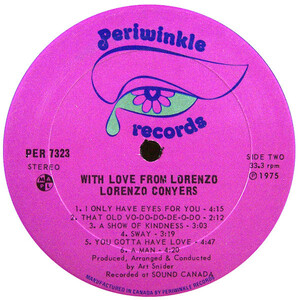 Periwinkle
records
PER 7323
STEREO
SIDE TWO
33.3 rpm
Ⓟ 1975
WITH LOVE FROM LORENZO
LORENZO CONYERS
1. I ONLY HAVE EYES FOR YOU - 4:15
2. THAT OLD VO-DO-DO-DE-O-DO - 2:12
3. A SHOW OF KINDNESS - 3:09
4. SWAY - 3:19
5. YOU GOTTA HAVE LOVE - 4:47
6. A MAN - 4:20
Produced, Arranged & Conducted
by Art Snider
Recorded at SOUND CANADA
MANUFACTURED IN CANADA BY PERIWINKLE RECORDS